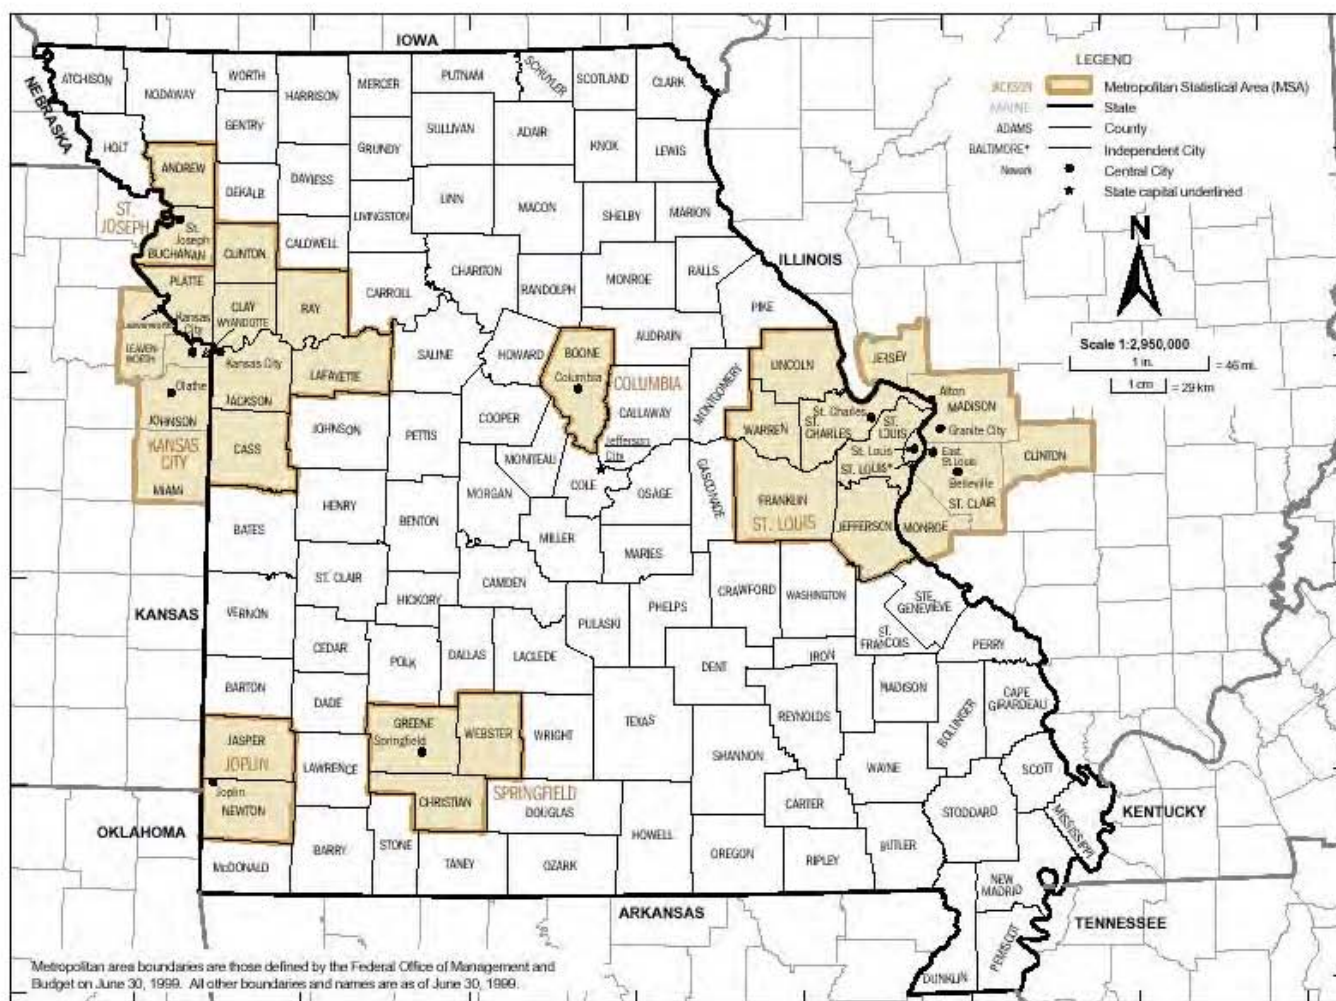 IOWA
NEBRASKA
ATCHISON
NODAWAY
WORTH
HARRISON
MERCER
PUTNAM
SCHUYLER
SCOTLAND
CLARK
HOLT
GENTRY
GRUNDY
SULLIVAN
ADAIR
KNOX
LEWIS
ANDREW
DEKALB
DAVIESS
LIVINGSTON
LINN
MACON
SHELBY
MARION
ST.
JOSEPH
St.
Joseph
BUCHANAN
CLINTON
CALDWELL
CHARITON
RANDOLPH
MONROE
RALLS
ILLINOIS
PLATTE
CLAY
RAY
CARROLL
PIKE
Kansas
City
WYANDOTTE
AUDRAIN
LEAVEN-
WORTH
Kansas City
LAFAYETTE
SALINE
HOWARD
BOONE
Columbia
COLUMBIA
MONTGOMERY
LINCOLN
JERSEY
Olathe
JACKSON
JOHNSON
KANSAS
CITY
MIAMI
CASS
JOHNSON
PETTIS
COOPER
CALLAWAY
Jefferson
City
MONITEAU
COLE
WARREN
ST.
CHARLES
St. Charles
ST.
LOUIS
St. Louis
ST. LOUIS*
Alton
MADISON
Granite City
East
St. Louis
Belleville
ST. CLAIR
CLINTON
BATES
HENRY
BENTON
MORGAN
MILLER
OSAGE
GASCONADE
FRANKLIN
ST. LOUIS
JEFFERSON
MONROE
MARIES
KANSAS
VERNON
ST. CLAIR
HICKORY
CAMDEN
PULASKI
PHELPS
CRAWFORD
WASHINGTON
STE.
GENEVIEVE
ST.
FRANCOIS
PERRY
CEDAR
POLK
DALLAS
LACLEDE
DENT
IRON
MADISON
BOLLINGER
CAPE
GIRARDEAU
BARTON
DADE
GREENE
Springfield
WEBSTER
WRIGHT
TEXAS
REYNOLDS
SHANNON
WAYNE
SCOTT
JASPER
JOPLIN
Joplin
NEWTON
LAWRENCE
CHRISTIAN
SPRINGFIELD
DOUGLAS
CARTER
STODDARD
MISSISSIPPI
KENTUCKY
OKLAHOMA
McDONALD
BARRY
STONE
TANEY
OZARK
HOWELL
OREGON
RIPLEY
BUTLER
NEW
MADRID
ARKANSAS
TENNESSEE
DUNKLIN
PEMISCOT
LEGEND
JACKSON Metropolitan Statistical Area (MSA)
MAINE State
ADAMS County
BALTIMORE* Independent City
Newark Central City
State capital underlined
N
Scale 1:2,950,000
1 in. = 46 mi.
1 cm = 29 km
Metropolitan area boundaries are those defined by the Federal Office of Management and
Budget on June 30, 1999. All other boundaries and names are as of June 30, 1999.